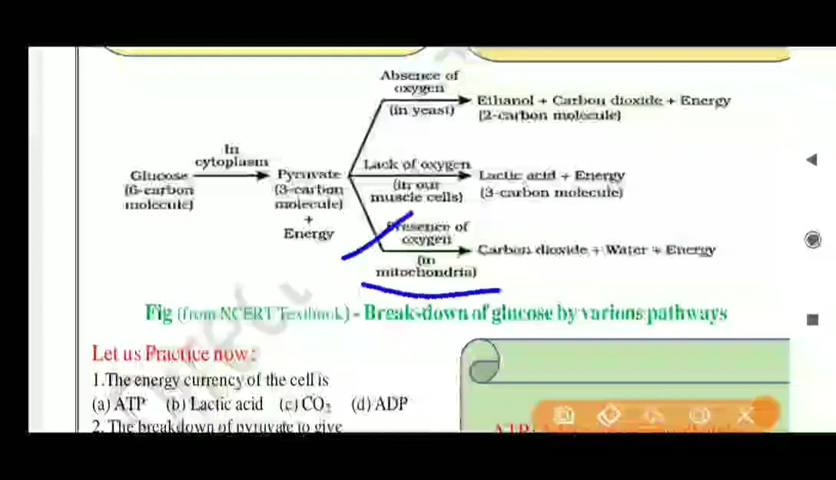 Absence of
oxygen
(in yeast)
Ethanol + Carbon dioxide + Energy
(2-carbon molecule)
In
cytoplasm
Glucose
(6-carbon
molecule)
Pyruvate
(3-carbon
molecule)
+
Energy
Lack of oxygen
(in our
muscle cells)
Lactic acid + Energy
(3-carbon molecule)
Presence of
oxygen
(in
mitochondria)
Carbon dioxide + Water + Energy
Fig (from NCERT Textbook) - Break-down of glucose by various pathways
Let us Practice now:
1.The energy currency of the cell is
(a) ATP (b) Lactic acid (c) CO₂ (d) ADP
2. The breakdown of pyruvate to give